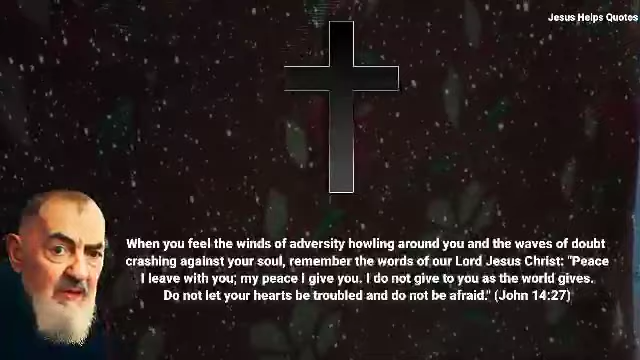 Jesus Helps Quotes
When you feel the winds of adversity howling around you and the waves of doubt
crashing against your soul, remember the words of our Lord Jesus Christ: "Peace
I leave with you; my peace I give you. I do not give to you as the world gives.
Do not let your hearts be troubled and do not be afraid." (John 14:27)